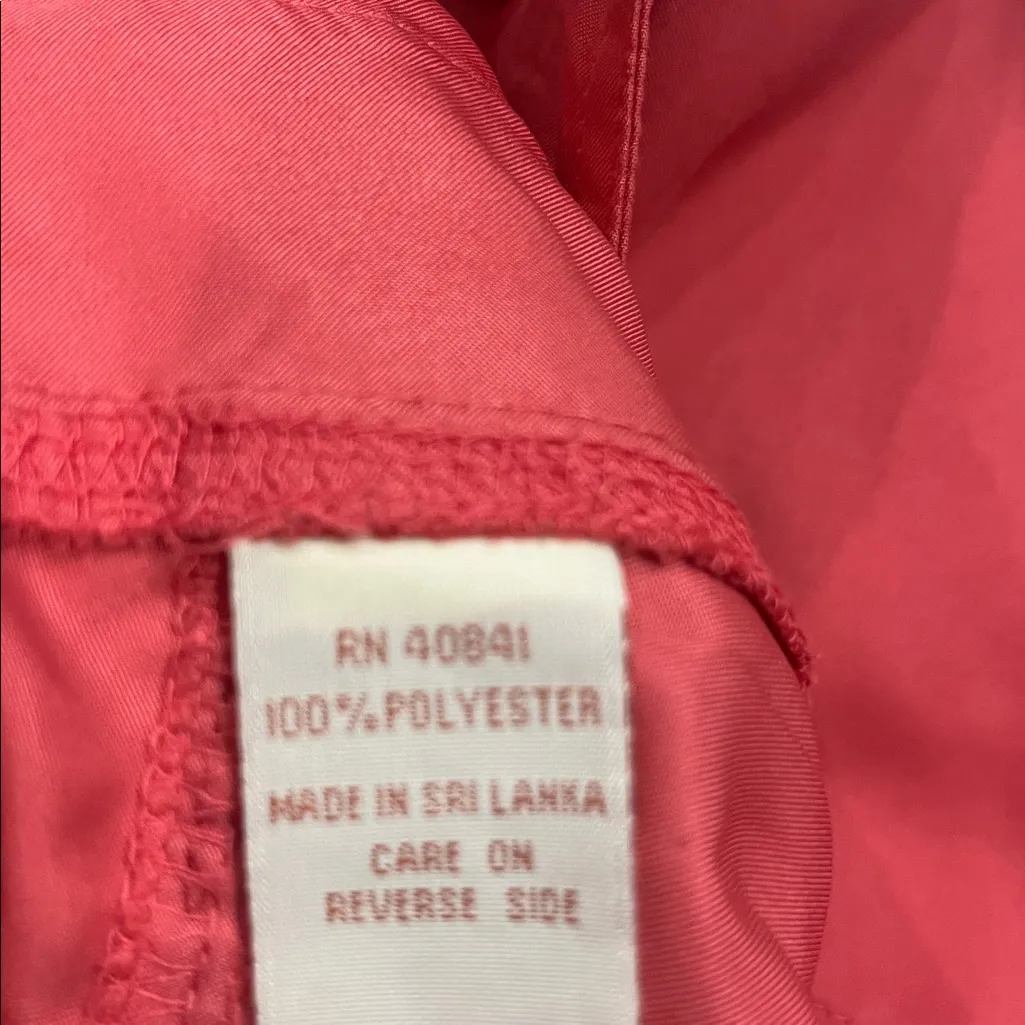 RN 40841
100% POLYESTER
MADE IN SRI LANKA
CARE ON
REVERSE SIDE